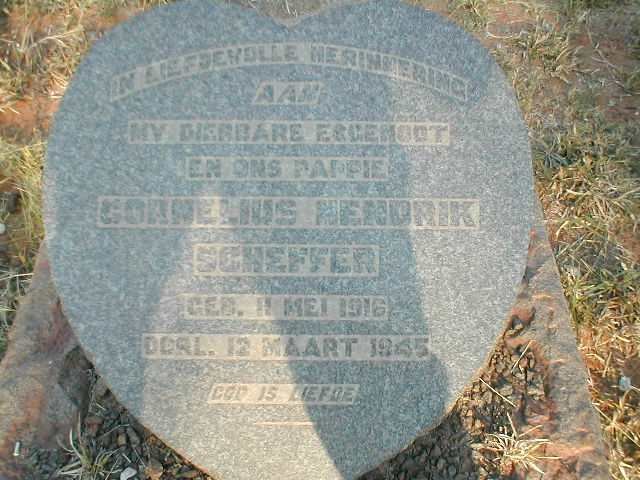 IN LIEFDEVOLLE HERINNERING
AAN
MY DIERBARE EGGENOOT
EN ONS PAPPIE
CORNELIUS HENDRIK
SCHEFFER
GEB. 11 MEI 1916
OORL. 12 MAART 1945
GOD IS LIEFDE